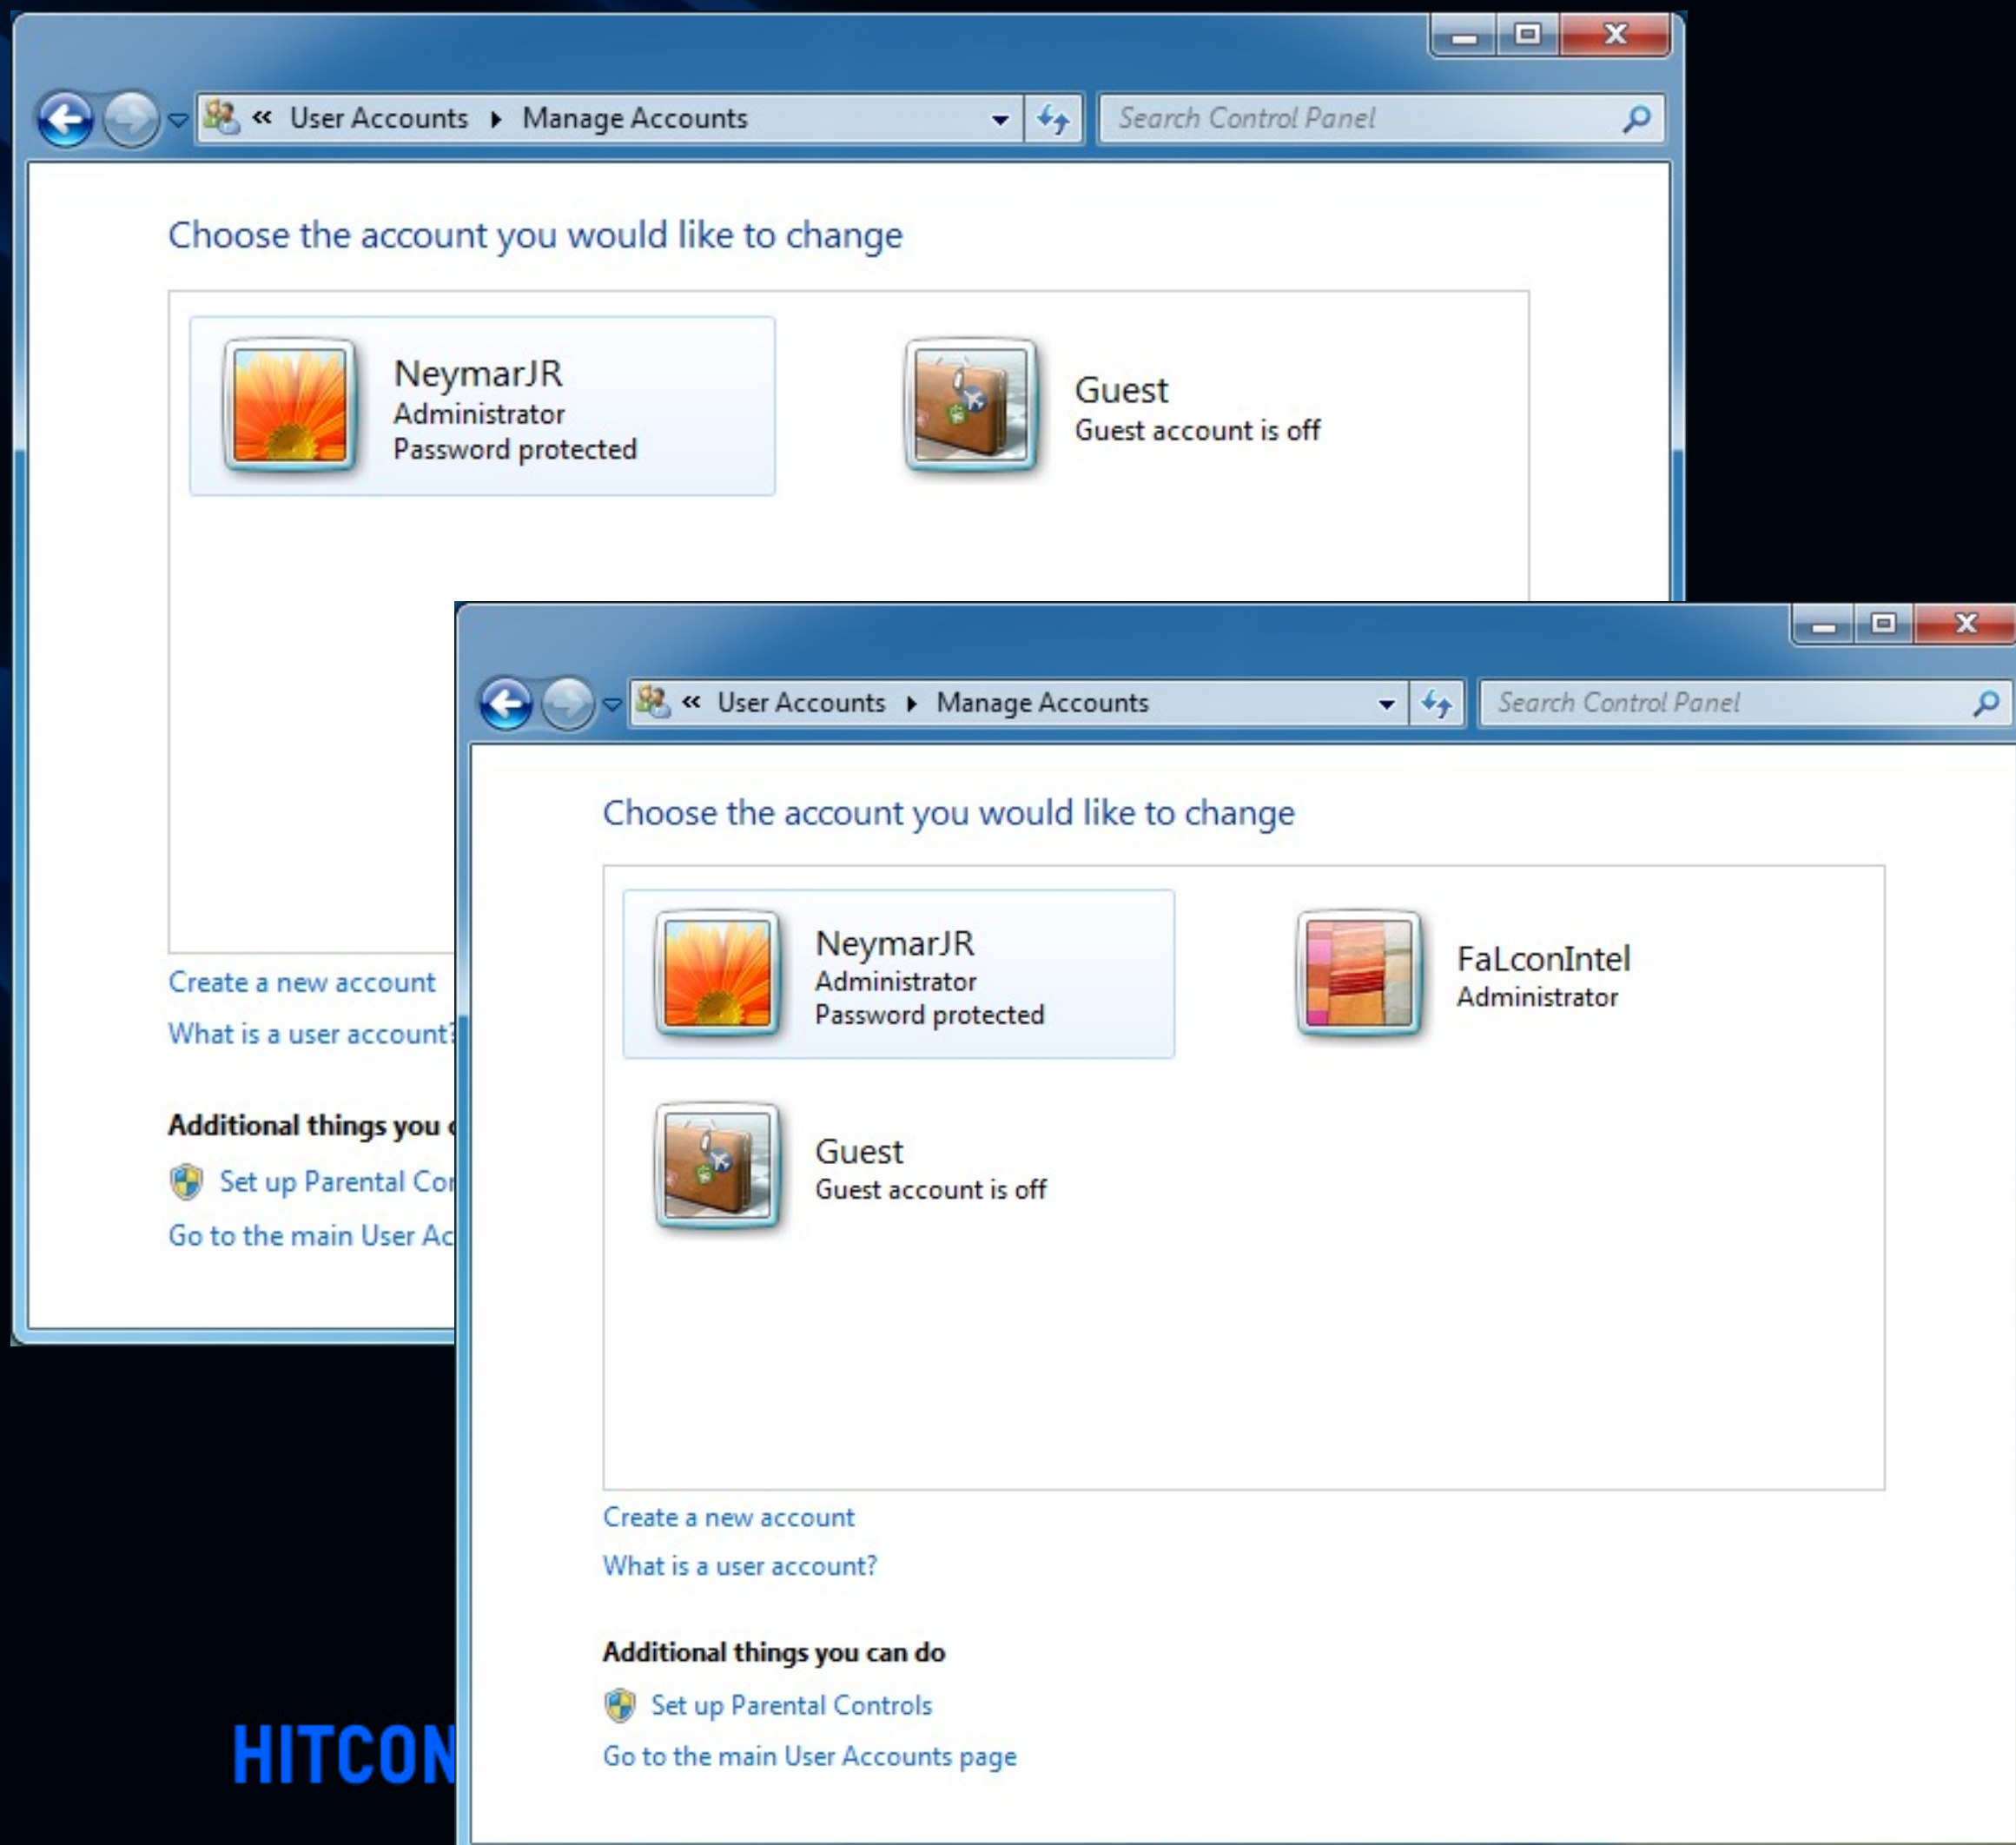 « User Accounts ▸ Manage Accounts
Search Control Panel
Choose the account you would like to change
NeymarJR
Administrator
Password protected
Guest
Guest account is off
Create a new account
What is a user account?
Additional things you
Set up Parental
Go to the main User
« User Accounts ▸ Manage Accounts
Search Control Panel
Choose the account you would like to change
NeymarJR
Administrator
Password protected
FaLconIntel
Administrator
Guest
Guest account is off
Create a new account
What is a user account?
Additional things you can do
Set up Parental Controls
Go to the main User Accounts page
HITCON